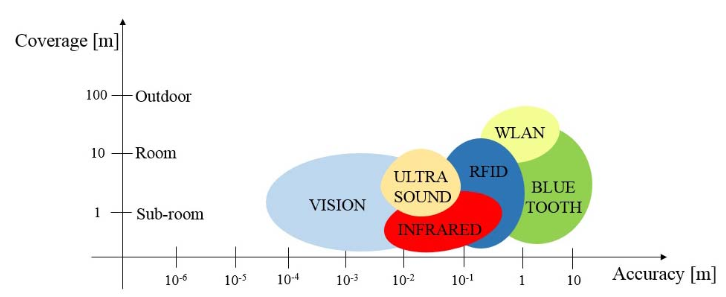 Coverage [m]
100 Outdoor
WLAN
10 Room
RFID
ULTRA
SOUND
BLUE
TOOTH
VISION
1 Sub-room
INFRARED
10-6 10-5 10-4 10-3 10-2 10-1 1 10 Accuracy [m]